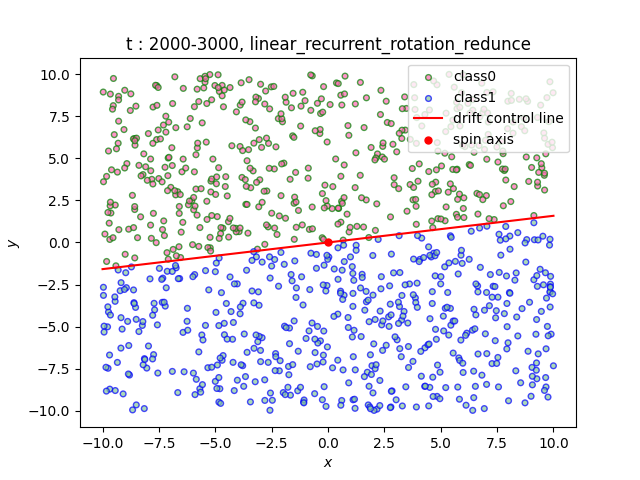 t : 2000-3000, linear_recurrent_rotation_redunce
class0
class1
drift control line
spin axis
y
10.0
7.5
5.0
2.5
0.0
−2.5
−5.0
−7.5
−10.0
−10.0 −7.5 −5.0 −2.5 0.0 2.5 5.0 7.5 10.0
x